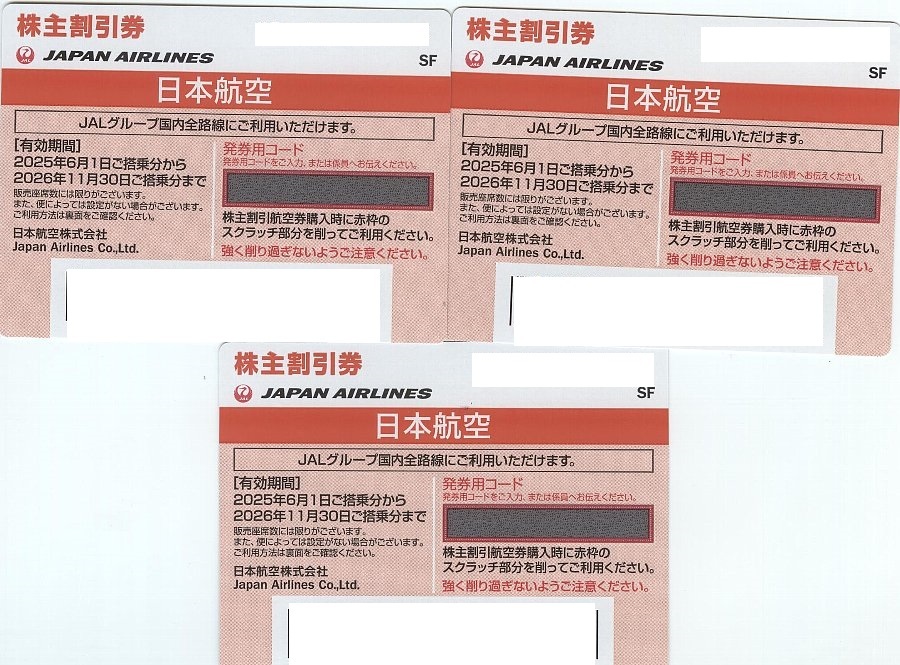 株主割引券
JAPAN AIRLINES
SF
日本航空
JALグループ国内全路線にご利用いただけます。
[有効期間]
2025年6月1日ご搭乗分から
2026年11月30日ご搭乗分まで
販売座席数には限りがございます。
また、便によっては設定がない場合がございます。
ご利用方法は裏面をご確認ください。
日本航空株式会社
Japan Airlines Co.,Ltd.
発券用コード
発券用コードをご入力、または係員へお伝えください。
株主割引航空券購入時に赤枠の
スクラッチ部分を削ってご利用ください。
強く削り過ぎないようご注意ください。
株主割引券
JAPAN AIRLINES
SF
日本航空
JALグループ国内全路線にご利用いただけます。
[有効期間]
2025年6月1日ご搭乗分から
2026年11月30日ご搭乗分まで
販売座席数には限りがございます。
また、便によっては設定がない場合がございます。
ご利用方法は裏面をご確認ください。
日本航空株式会社
Japan Airlines Co.,Ltd.
発券用コード
発券用コードをご入力、または係員へお伝えください。
株主割引航空券購入時に赤枠の
スクラッチ部分を削ってご利用ください。
強く削り過ぎないようご注意ください。
株主割引券
JAPAN AIRLINES
SF
日本航空
JALグループ国内全路線にご利用いただけます。
[有効期間]
2025年6月1日ご搭乗分から
2026年11月30日ご搭乗分まで
販売座席数には限りがございます。
また、便によっては設定がない場合がございます。
ご利用方法は裏面をご確認ください。
日本航空株式会社
Japan Airlines Co.,Ltd.
発券用コード
発券用コードをご入力、または係員へお伝えください。
株主割引航空券購入時に赤枠の
スクラッチ部分を削ってご利用ください。
強く削り過ぎないようご注意ください。